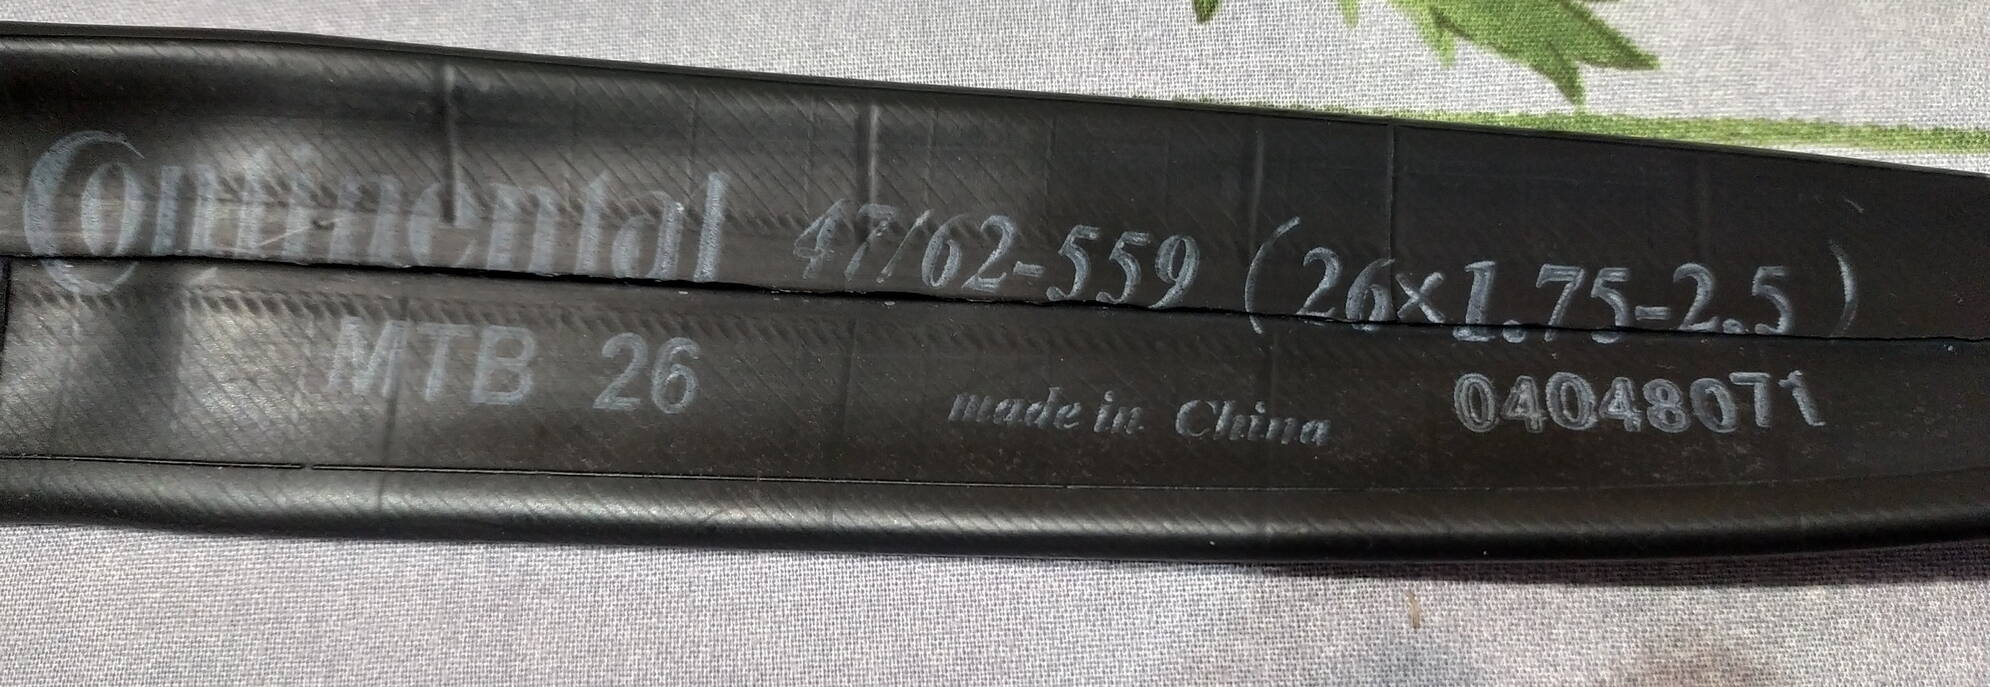 Continental 47/62-559 (26x1.75-2.5)
MTB 26 made in China 04048071